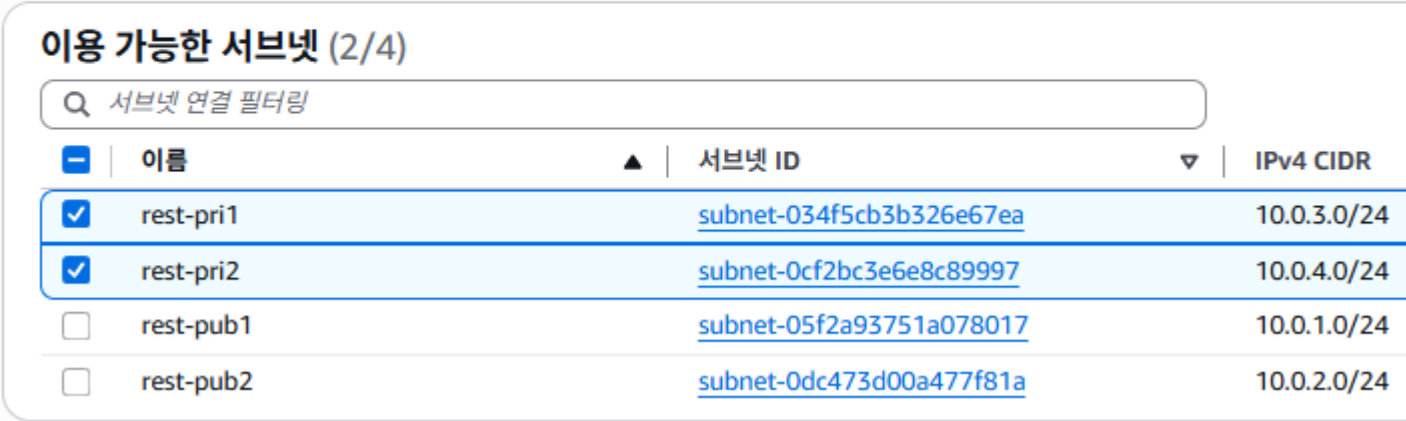 이용 가능한 서브넷 (2/4)
서브넷 연결 필터링
이름 서브넷 ID IPv4 CIDR
rest-pri1 subnet-034f5cb3b326e67ea 10.0.3.0/24
rest-pri2 subnet-0cf2bc3e6e8c89997 10.0.4.0/24
rest-pub1 subnet-05f2a93751a078017 10.0.1.0/24
rest-pub2 subnet-0dc473d00a477f81a 10.0.2.0/24